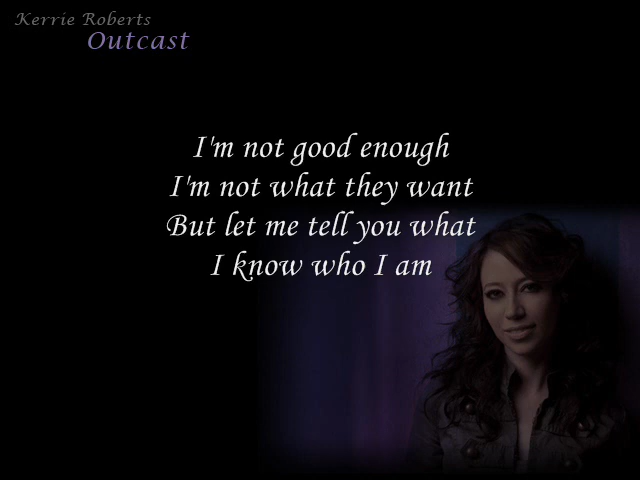 Kerrie Roberts
Outcast
I'm not good enough
I'm not what they want
But let me tell you what
I know who I am